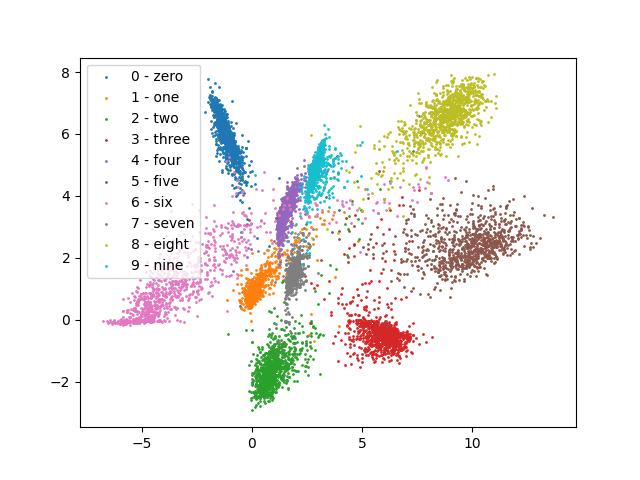 8
6
4
2
0
−2
−5
0
5
10
0 - zero
1 - one
2 - two
3 - three
4 - four
5 - five
6 - six
7 - seven
8 - eight
9 - nine